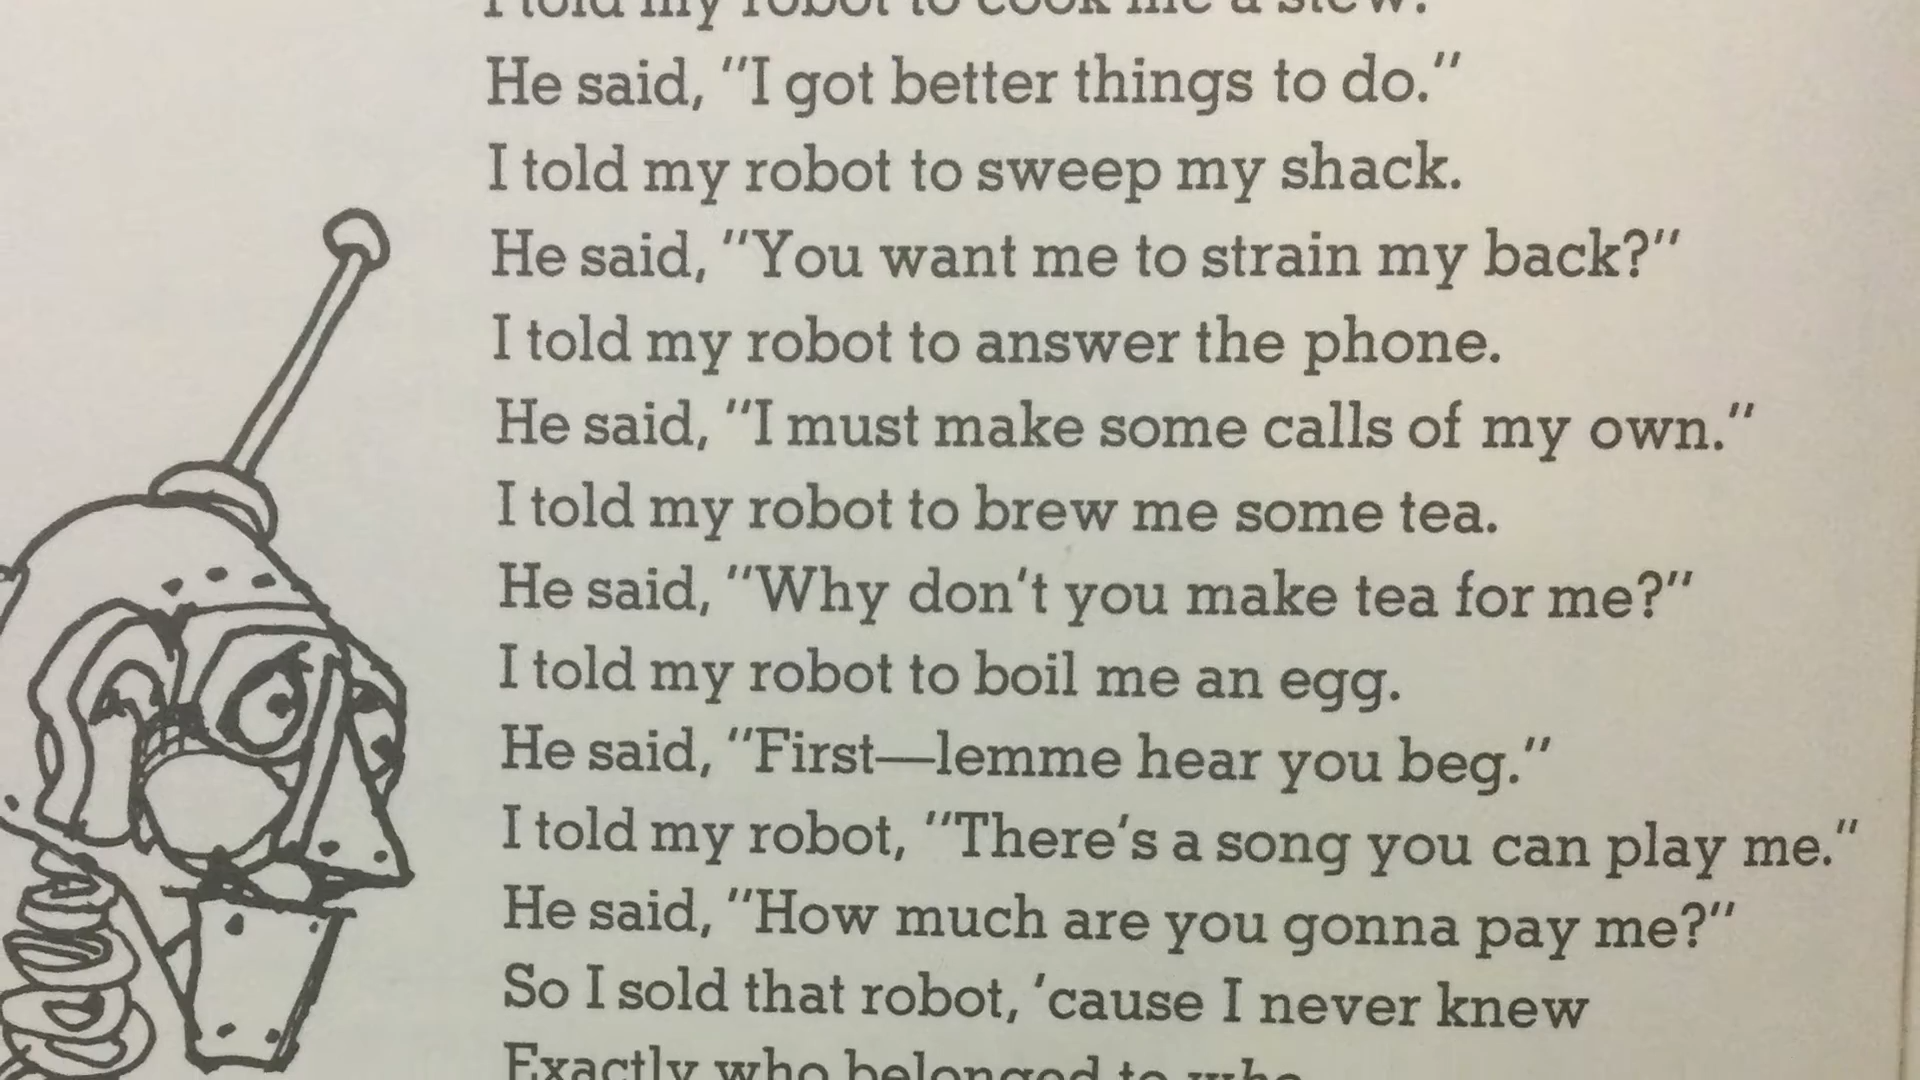 I told my robot to cook me a stew.
He said, "I got better things to do."
I told my robot to sweep my shack.
He said, "You want me to strain my back?"
I told my robot to answer the phone.
He said, "I must make some calls of my own."
I told my robot to brew me some tea.
He said, "Why don't you make tea for me?"
I told my robot to boil me an egg.
He said, "First—lemme hear you beg."
I told my robot, "There's a song you can play me."
He said, "How much are you gonna pay me?"
So I sold that robot, 'cause I never knew
Exactly who belonged to who